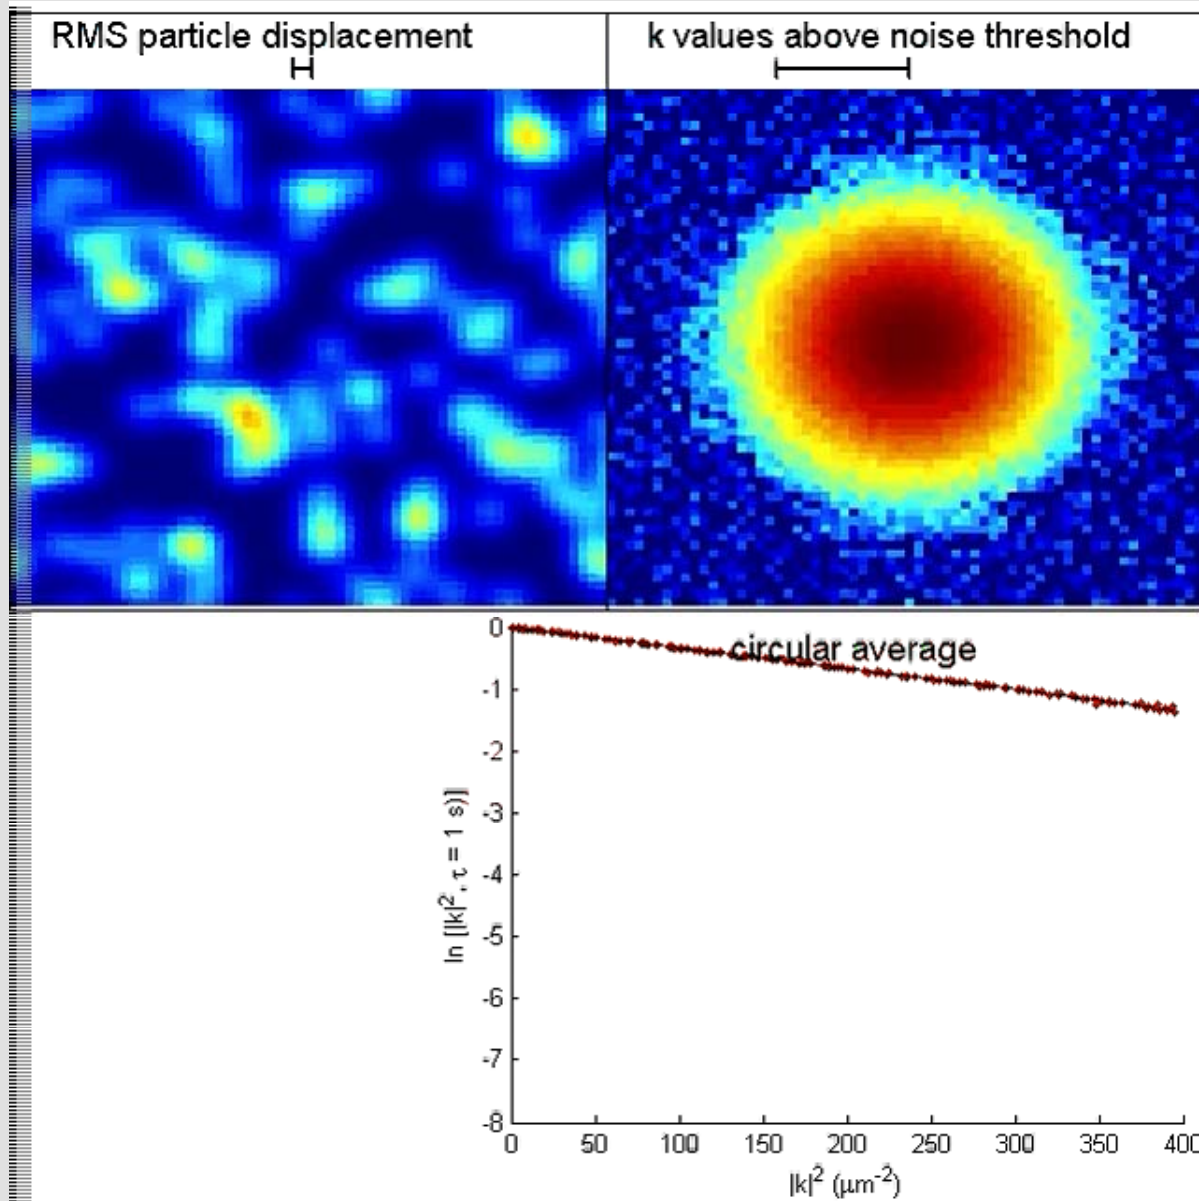 RMS particle displacement
k values above noise threshold
circular average
0
-1
-2
-3
-4
-5
-6
-7
-8
ln [|k|², τ = 1 s)]
0 50 100 150 200 250 300 350 400
|k|² (μm⁻²)